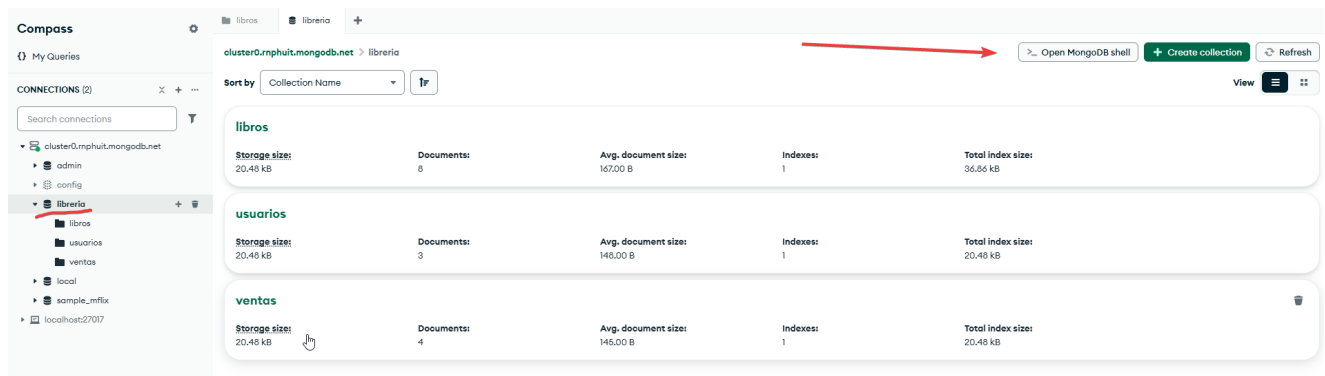 Compass
My Queries
CONNECTIONS (2)
Search connections
cluster0.rnphuit.mongodb.net
admin
config
libreria
libros
usuarios
ventas
local
sample_mflix
localhost:27017
libros libreria
cluster0.rnphuit.mongodb.net > libreria
>_ Open MongoDB shell + Create collection Refresh
Sort by Collection Name View
libros
Storage size: Documents: Avg. document size: Indexes: Total index size:
20.48 kB 8 167.00 B 1 36.86 kB
usuarios
Storage size: Documents: Avg. document size: Indexes: Total index size:
20.48 kB 3 148.00 B 1 20.48 kB
ventas
Storage size: Documents: Avg. document size: Indexes: Total index size:
20.48 kB 4 145.00 B 1 20.48 kB